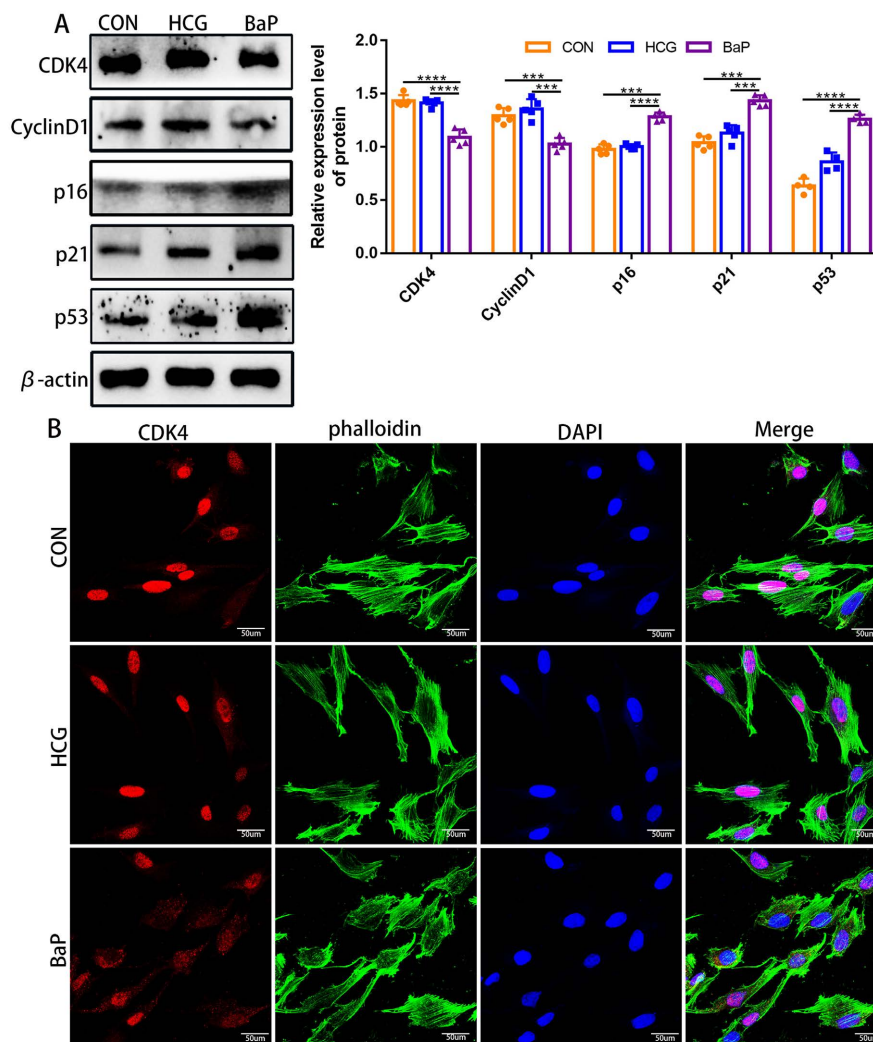 A
CON HCG BaP
CDK4
CyclinD1
p16
p21
p53
β-actin
CON HCG BaP
Relative expression level
of protein
2.0
1.5
1.0
0.5
0.0
**** *** *** *** ****
**** *** **** *** ****
CDK4 CyclinD1 p16 p21 p53
B
CDK4 phalloidin DAPI Merge
CON
50um 50um 50um 50um
HCG
50um 50um 50um 50um
BaP
50um 50um 50um 50um